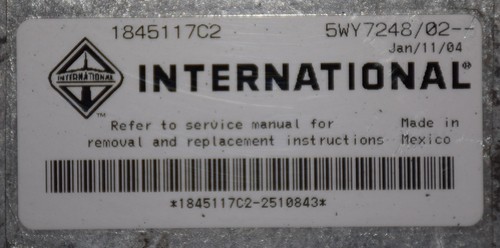 1845117C2 5WY7248/02--
Jan/11/04
INTERNATIONAL
INTERNATIONAL®
™
Refer to service manual for Made in
removal and replacement instructions Mexico
*1845117C2-2510843*